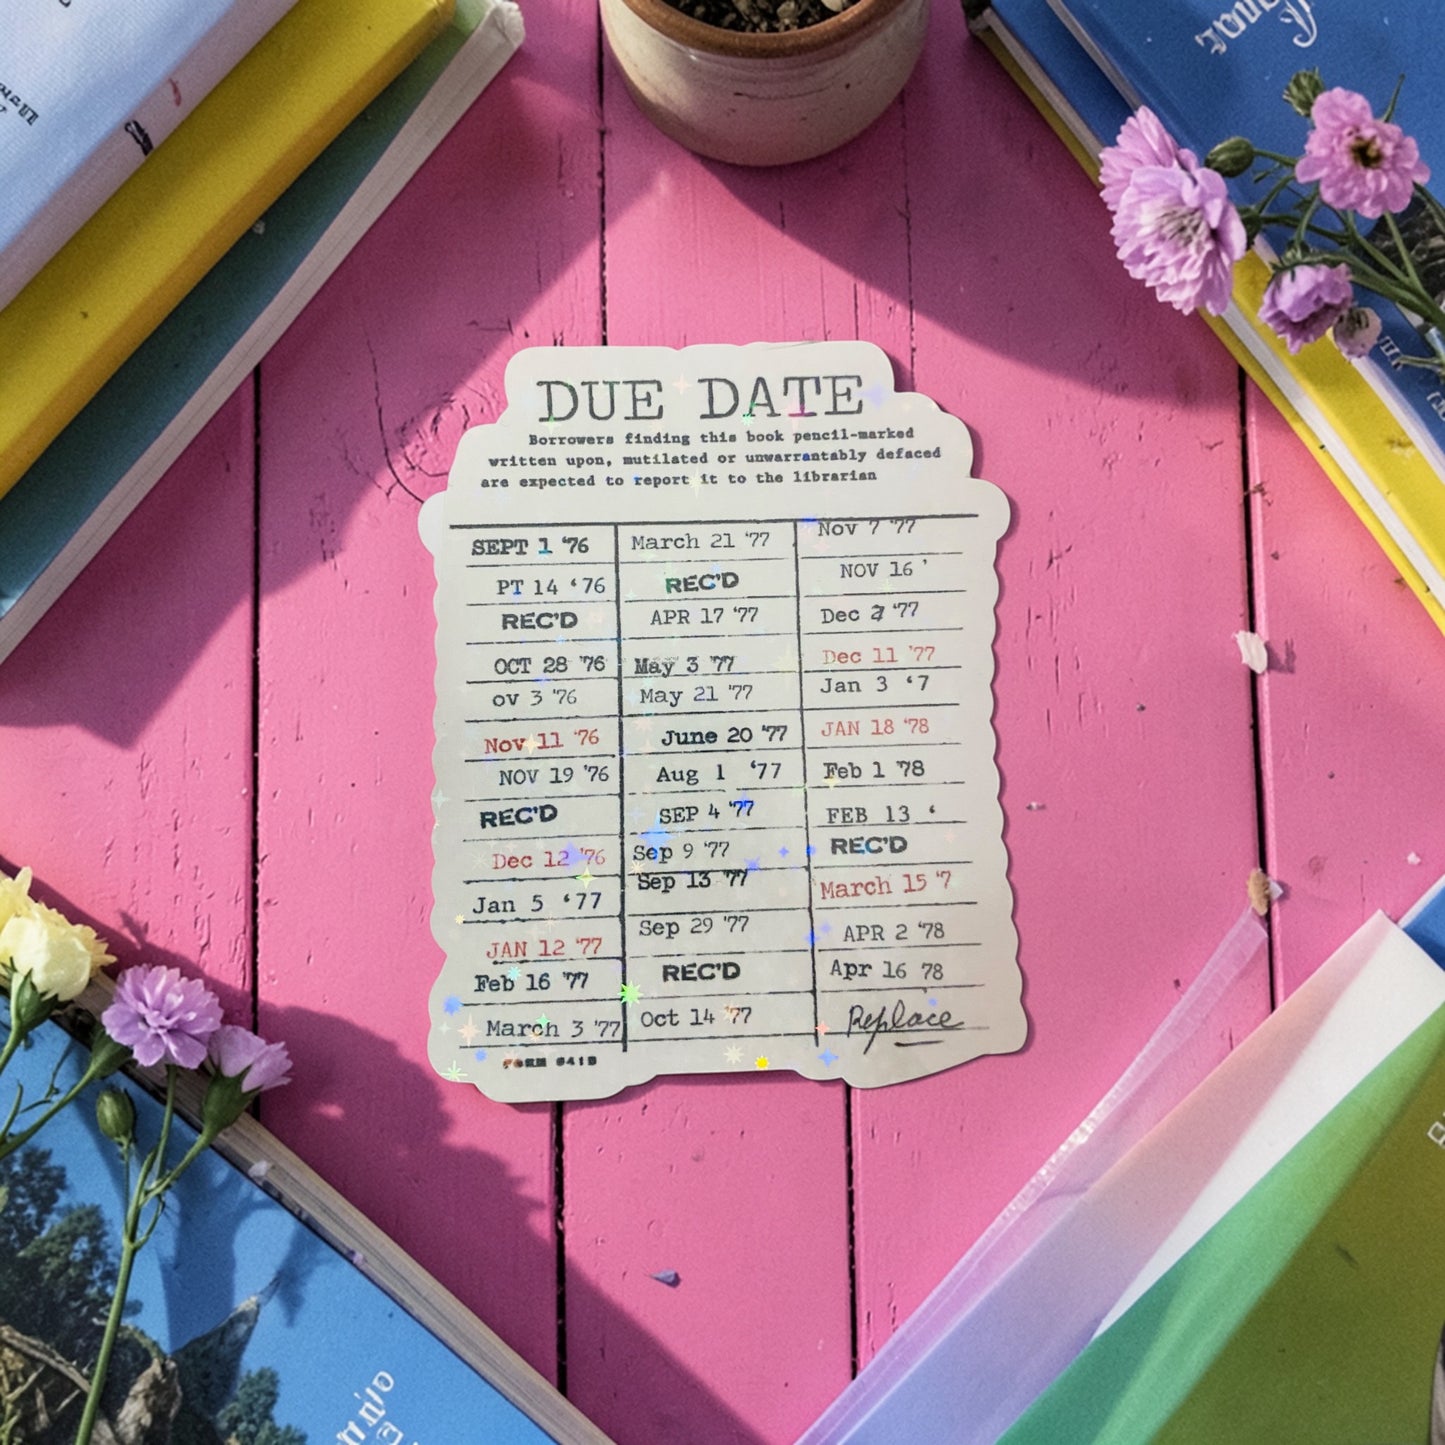 DUE DATE
Borrowers finding this book pencil-marked
written upon, mutilated or unwarrantably defaced
are expected to report it to the librarian
SEPT 1 '76
PT 14 '76
REC'D
OCT 28 '76
ov 3 '76
Nov 11 '76
NOV 19 '76
REC'D
Dec 12 '76
Jan 5 '77
JAN 12 '77
Feb 16 '77
March 3 '77
March 21 '77
REC'D
APR 17 '77
May 3 '77
May 21 '77
June 20 '77
Aug 1 '77
SEP 4 '77
Sep 9 '77
Sep 13 '77
Sep 29 '77
REC'D
Oct 14 '77
Nov 7 '77
NOV 16 '
Dec 2 '77
Dec 11 '77
Jan 3 '7
JAN 18 '78
Feb 1 '78
FEB 13 '
REC'D
March 15 '7
APR 2 '78
Apr 16 78
Replace
FORM 641B